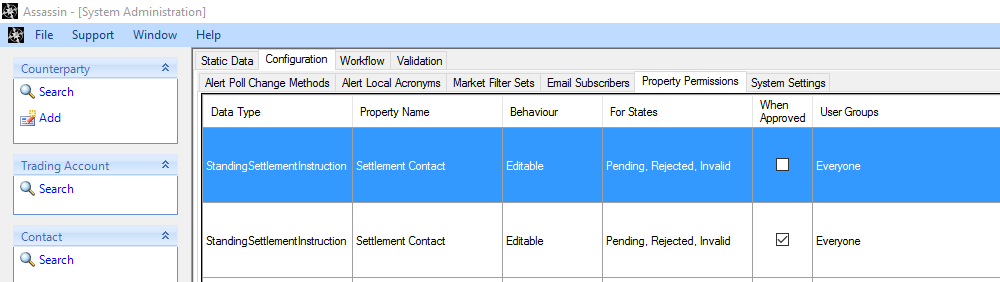 Assassin - [System Administration]
File Support Window Help
Counterparty
Search
Add
Trading Account
Search
Contact
Search
Static Data Configuration Workflow Validation
Alert Poll Change Methods Alert Local Acronyms Market Filter Sets Email Subscribers Property Permissions System Settings
Data Type Property Name Behaviour For States When Approved User Groups
StandingSettlementInstruction Settlement Contact Editable Pending, Rejected, Invalid Everyone
StandingSettlementInstruction Settlement Contact Editable Pending, Rejected, Invalid Everyone